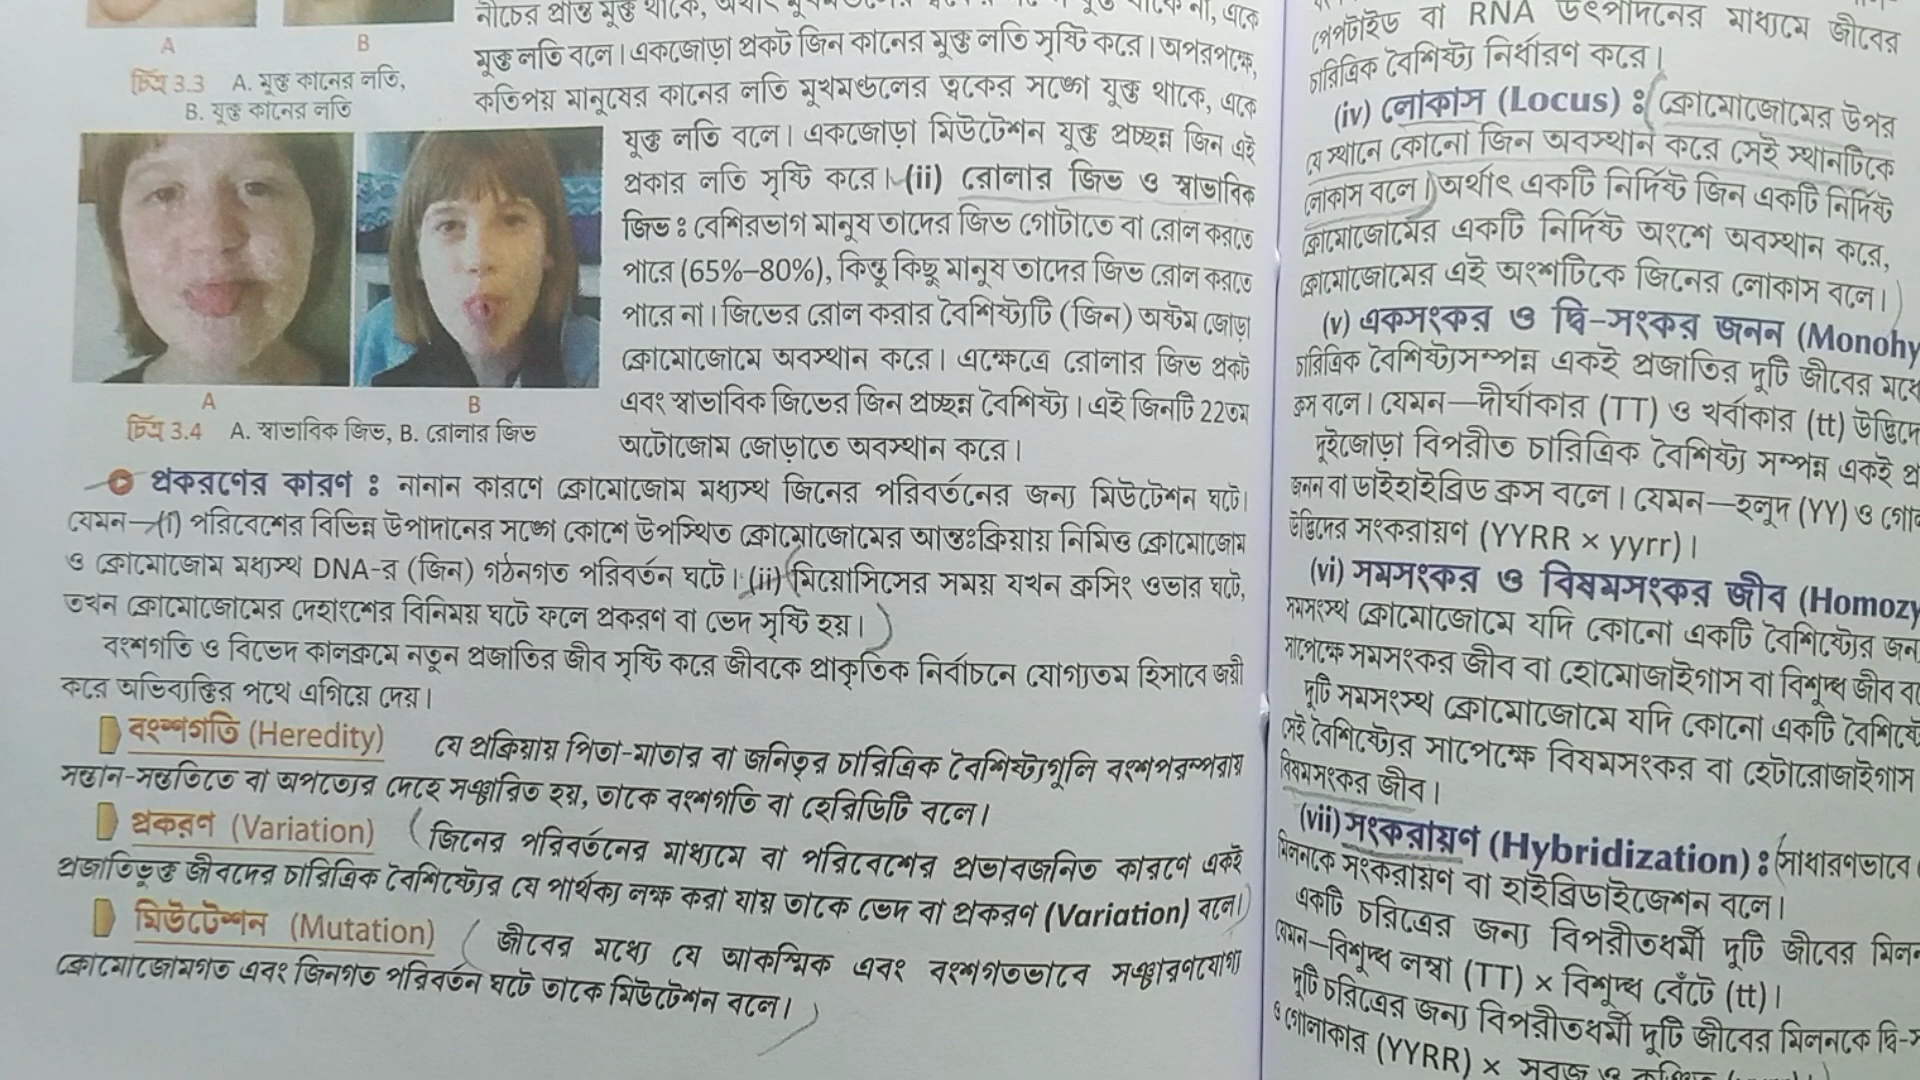 নীচের প্রান্ত মুক্ত থাকে,
মুক্ত লতি বলে। একজোড়া প্রকট জিন কানের মুক্ত লতি সৃষ্টি করে। অপরপক্ষে,
কতিপয় মানুষের কানের লতি মুখমণ্ডলের ত্বকের সঙ্গে যুক্ত থাকে, একে
যুক্ত লতি বলে। একজোড়া মিউটেশন যুক্ত প্রচ্ছন্ন জিন এই
প্রকার লতি সৃষ্টি করে। (ii) রোলার জিভ ও স্বাভাবিক
জিভ : বেশিরভাগ মানুষ তাদের জিভ গোটাতে বা রোল করতে
পারে (65%–80%), কিন্তু কিছু মানুষ তাদের জিভ রোল করতে
পারে না। জিভের রোল করার বৈশিষ্ট্যটি (জিন) অষ্টম জোড়া
ক্রোমোজোমে অবস্থান করে। এক্ষেত্রে রোলার জিভ প্রকট
এবং স্বাভাবিক জিভের জিন প্রচ্ছন্ন বৈশিষ্ট্য। এই জিনটি 22তম
অটোজোম জোড়াতে অবস্থান করে।
A B
চিত্র 3.3 A. মুক্ত কানের লতি,
B. যুক্ত কানের লতি
A B
চিত্র 3.4 A. স্বাভাবিক জিভ, B. রোলার জিভ
প্রকরণের কারণ : নানান কারণে ক্রোমোজোম মধ্যস্থ জিনের পরিবর্তনের জন্য মিউটেশন ঘটে।
যেমন—(i) পরিবেশের বিভিন্ন উপাদানের সঙ্গে কোশে উপস্থিত ক্রোমোজোমের আন্তঃক্রিয়ায় নিমিত্ত ক্রোমোজোম
ও ক্রোমোজোম মধ্যস্থ DNA-র (জিন) গঠনগত পরিবর্তন ঘটে। (ii) মিয়োসিসের সময় যখন ক্রসিং ওভার ঘটে,
তখন ক্রোমোজোমের দেহাংশের বিনিময় ঘটে ফলে প্রকরণ বা ভেদ সৃষ্টি হয়।
বংশগতি ও বিভেদ কালক্রমে নতুন প্রজাতির জীব সৃষ্টি করে জীবকে প্রাকৃতিক নির্বাচনে যোগ্যতম হিসাবে জয়ী
করে অভিব্যক্তির পথে এগিয়ে দেয়।
বংশগতি (Heredity) যে প্রক্রিয়ায় পিতা-মাতার বা জনিতৃর চারিত্রিক বৈশিষ্ট্যগুলি বংশপরম্পরায়
সন্তান-সন্ততিতে বা অপত্যের দেহে সঞ্চারিত হয়, তাকে বংশগতি বা হেরিডিটি বলে।
প্রকরণ (Variation) জিনের পরিবর্তনের মাধ্যমে বা পরিবেশের প্রভাবজনিত কারণে একই
প্রজাতিভুক্ত জীবদের চারিত্রিক বৈশিষ্ট্যের যে পার্থক্য লক্ষ করা যায় তাকে ভেদ বা প্রকরণ (Variation) বলে।
মিউটেশন (Mutation) জীবের মধ্যে যে আকস্মিক এবং বংশগতভাবে সঞ্চারণযোগ্য
ক্রোমোজোমগত এবং জিনগত পরিবর্তন ঘটে তাকে মিউটেশন বলে।
পেপটাইড বা RNA উৎপাদনের মাধ্যমে জীবের
চারিত্রিক বৈশিষ্ট্য নির্ধারণ করে।
(iv) লোকাস (Locus) : ক্রোমোজোমের উপর
যে স্থানে কোনো জিন অবস্থান করে সেই স্থানটিকে
লোকাস বলে। অর্থাৎ একটি নির্দিষ্ট জিন একটি নির্দিষ্ট
ক্রোমোজোমের একটি নির্দিষ্ট অংশে অবস্থান করে,
ক্রোমোজোমের এই অংশটিকে জিনের লোকাস বলে।
(v) একসংকর ও দ্বি-সংকর জনন (Monohy
চারিত্রিক বৈশিষ্ট্যসম্পন্ন একই প্রজাতির দুটি জীবের মধ্যে
ক্রস বলে। যেমন—দীর্ঘাকার (TT) ও খর্বাকার (tt) উদ্ভিদে
দুইজোড়া বিপরীত চারিত্রিক বৈশিষ্ট্য সম্পন্ন একই প্র
জনন বা ডাইহাইব্রিড ক্রস বলে। যেমন—হলুদ (YY) ও গোল
উদ্ভিদের সংকরায়ণ (YYRR × yyrr)।
(vi) সমসংকর ও বিষমসংকর জীব (Homozy
সমসংস্থ ক্রোমোজোমে যদি কোনো একটি বৈশিষ্ট্যের জন
সাপেক্ষে সমসংকর জীব বা হোমোজাইগাস বা বিশুদ্ধ জীব ব
দুটি সমসংস্থ ক্রোমোজোমে যদি কোনো একটি বৈশিষ্ট্যে
সেই বৈশিষ্ট্যের সাপেক্ষে বিষমসংকর বা হেটারোজাইগাস
বিষমসংকর জীব।
(vii) সংকরায়ণ (Hybridization) : সাধারণভাবে
মিলনকে সংকরায়ণ বা হাইব্রিডাইজেশন বলে।
একটি চরিত্রের জন্য বিপরীতধর্মী দুটি জীবের মিলন
যেমন—বিশুদ্ধ লম্বা (TT) × বিশুদ্ধ বেঁটে (tt)।
দুটি চরিত্রের জন্য বিপরীতধর্মী দুটি জীবের মিলনকে দ্বি-স
ও গোলাকার (YYRR) × সবুজ ও কুঞ্চিত